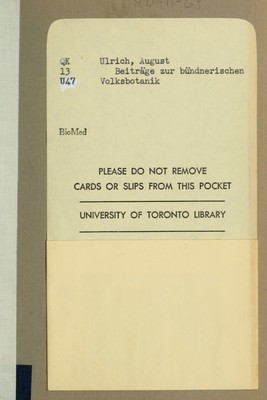 QK Ulrich, August
13 Beiträge zur bündnerischen
U47 Volksbotanik
BioMed
PLEASE DO NOT REMOVE
CARDS OR SLIPS FROM THIS POCKET
UNIVERSITY OF TORONTO LIBRARY